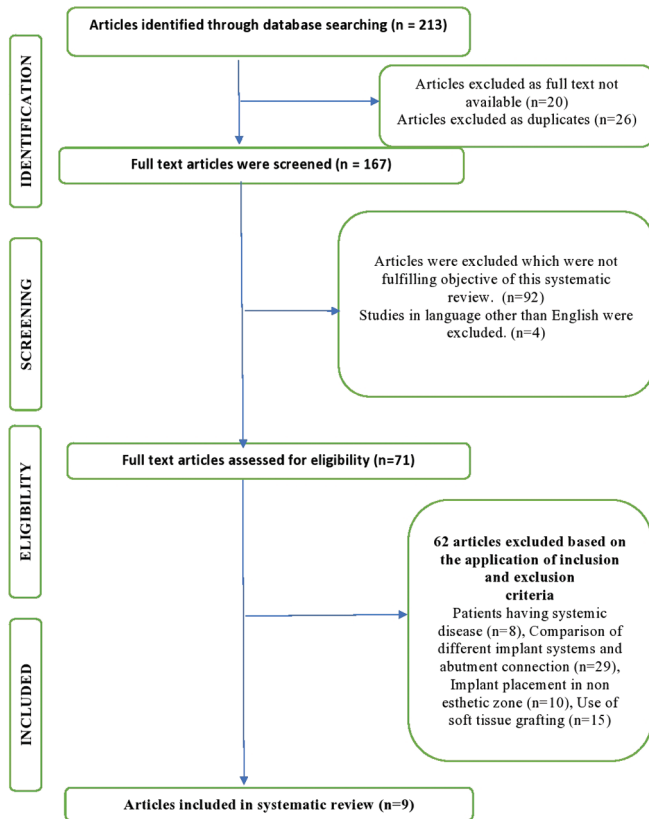 Articles identified through database searching (n = 213)
IDENTIFICATION
Articles excluded as full text not
available (n=20)
Articles excluded as duplicates (n=26)
Full text articles were screened (n = 167)
SCREENING
Articles were excluded which were not
fulfilling objective of this systematic
review. (n=92)
Studies in language other than English were
excluded. (n=4)
ELIGIBILITY
Full text articles assessed for eligibility (n=71)
62 articles excluded based on
the application of inclusion
and exclusion
criteria
Patients having systemic
disease (n=8), Comparison of
different implant systems and
abutment connection (n=29),
Implant placement in non
esthetic zone (n=10), Use of
soft tissue grafting (n=15)
INCLUDED
Articles included in systematic review (n=9)